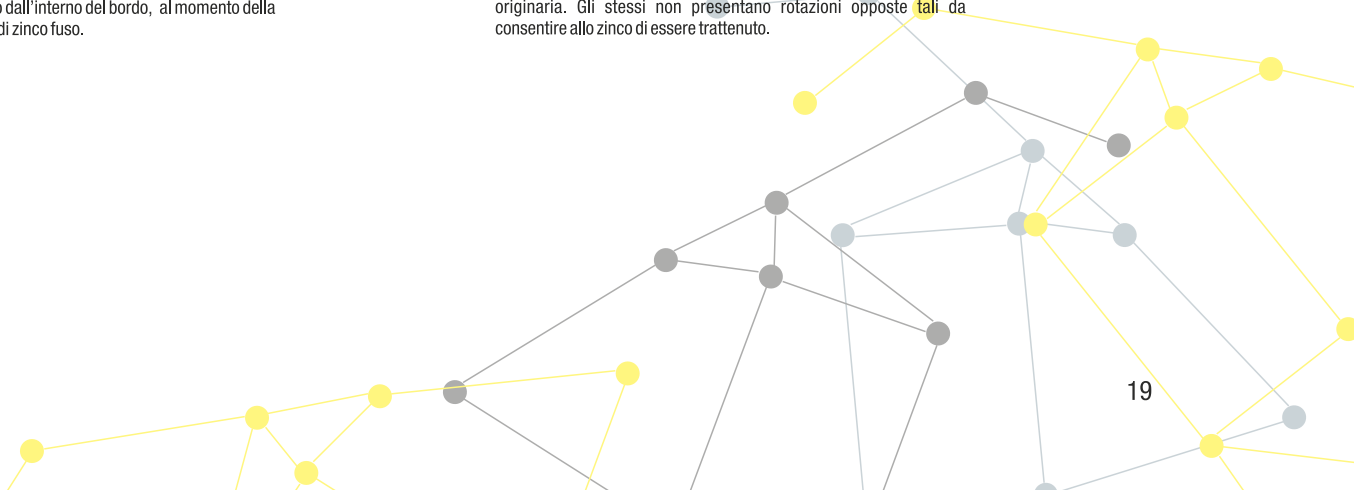 dall'interno del bordo, al momento della
di zinco fuso.
originaria. Gli stessi non presentano rotazioni opposte tali da
consentire allo zinco di essere trattenuto.
19